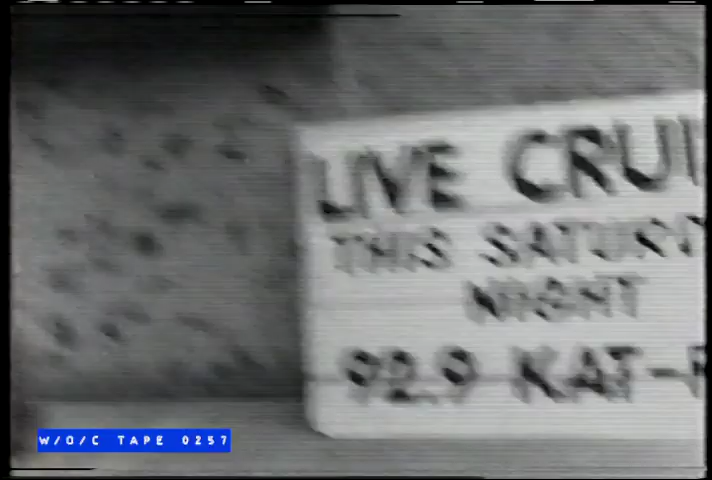 LIVE CRUI
THIS SATURD
NIGHT
92.9 KAT-F
W/O/C TAPE 0257